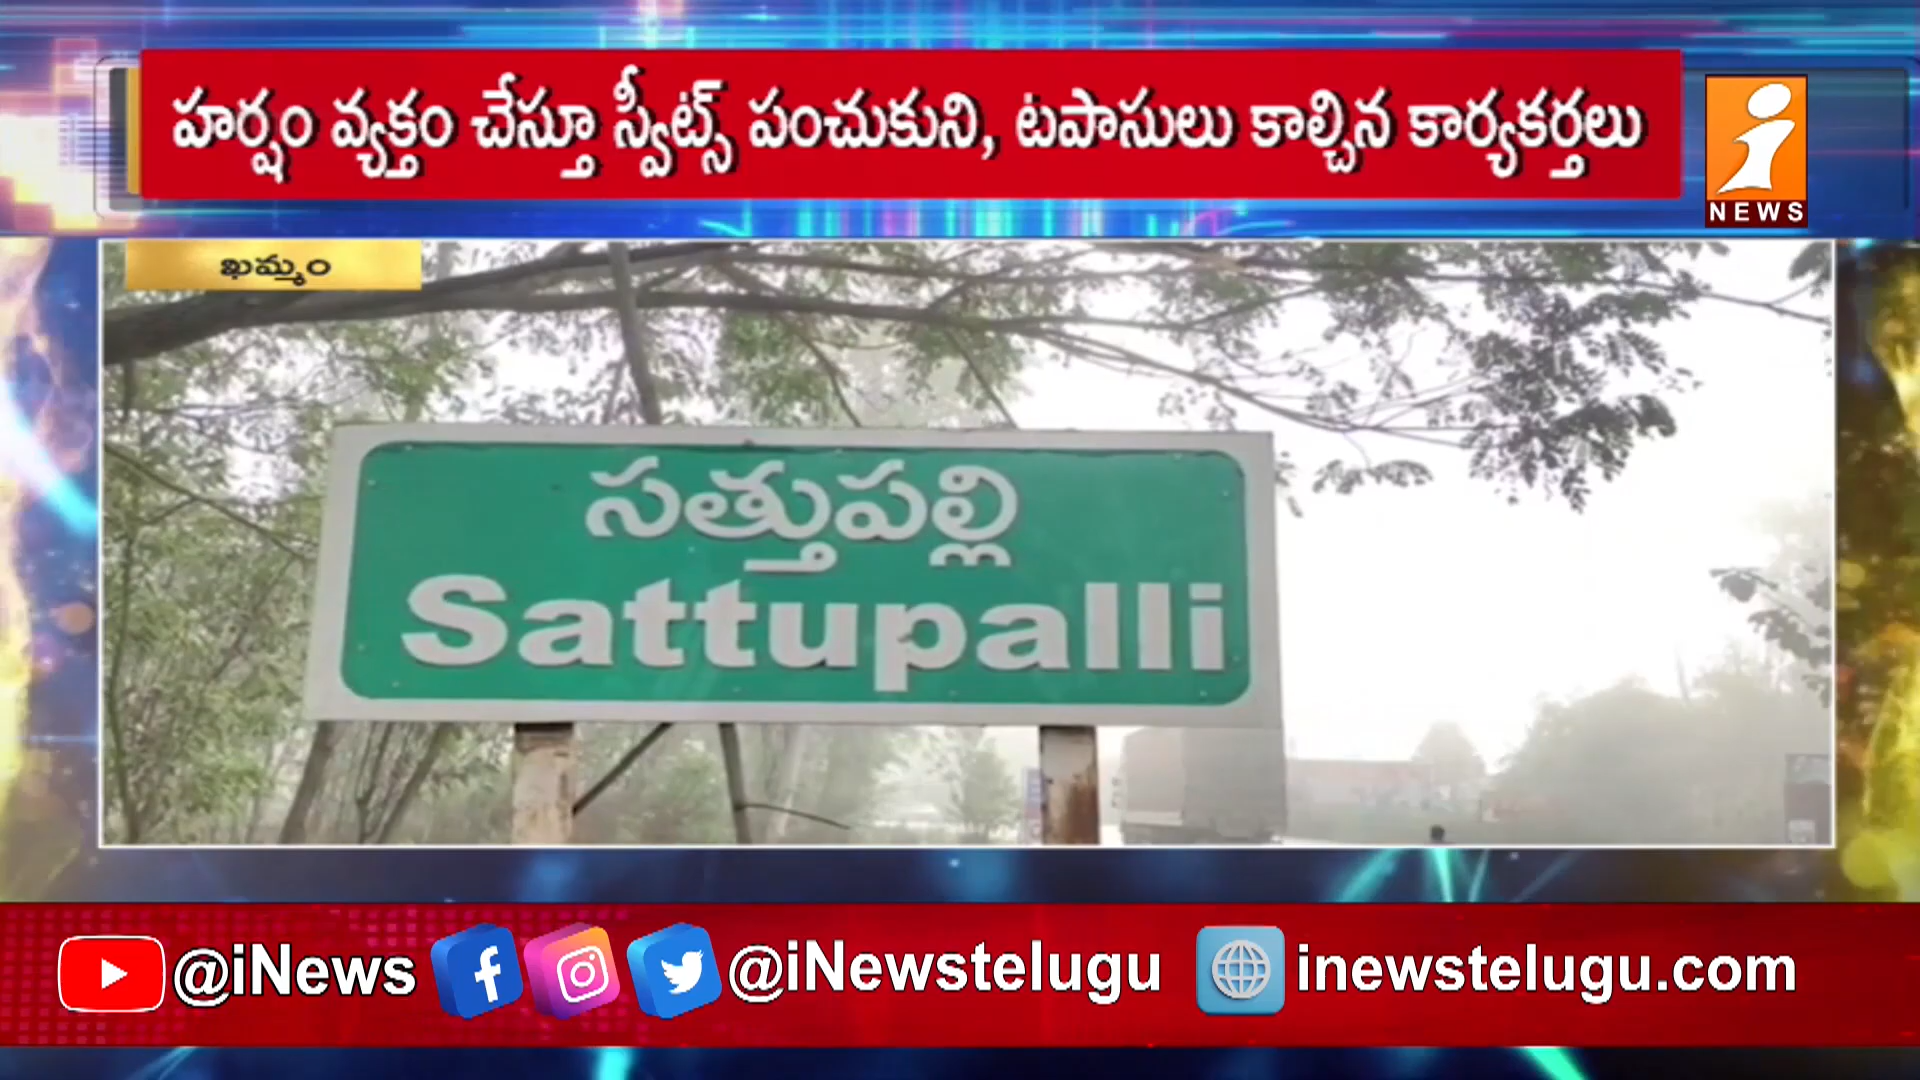 హర్షం వ్యక్తం చేస్తూ స్వీట్స్ పంచుకుని, టపాసులు కాల్చిన కార్యకర్తలు
i NEWS
ఖమ్మం
సత్తుపల్లి
Sattupalli
@iNews @iNewstelugu inewstelugu.com